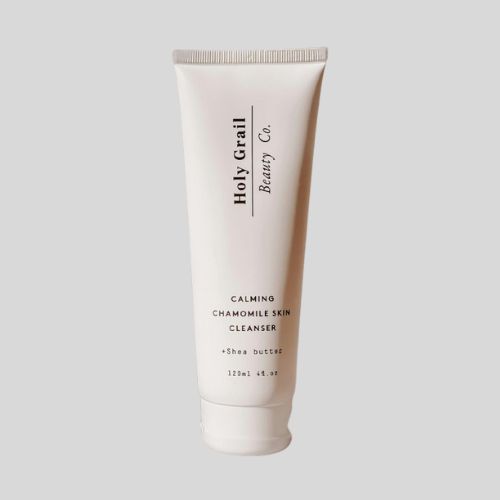 Holy Grail
Beauty Co.
CALMING
CHAMOMILE SKIN
CLEANSER
+Shea butter
120ml 4fl.oz